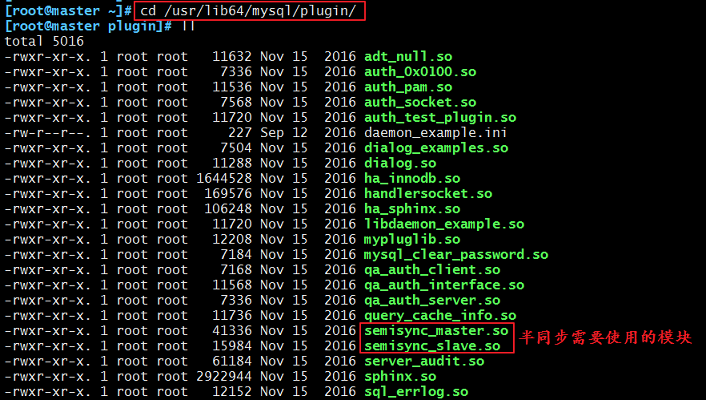 [root@master ~]# cd /usr/lib64/mysql/plugin/
[root@master plugin]# ll
total 5016
-rwxr-xr-x. 1 root root   11632 Nov 15  2016 adt_null.so
-rwxr-xr-x. 1 root root    7336 Nov 15  2016 auth_0x0100.so
-rwxr-xr-x. 1 root root   11536 Nov 15  2016 auth_pam.so
-rwxr-xr-x. 1 root root    7568 Nov 15  2016 auth_socket.so
-rwxr-xr-x. 1 root root   11720 Nov 15  2016 auth_test_plugin.so
-rw-r--r--. 1 root root     227 Sep 12  2016 daemon_example.ini
-rwxr-xr-x. 1 root root    7504 Nov 15  2016 dialog_examples.so
-rwxr-xr-x. 1 root root   11288 Nov 15  2016 dialog.so
-rwxr-xr-x. 1 root root 1644528 Nov 15  2016 ha_innodb.so
-rwxr-xr-x. 1 root root  169576 Nov 15  2016 handlersocket.so
-rwxr-xr-x. 1 root root  106248 Nov 15  2016 ha_sphinx.so
-rwxr-xr-x. 1 root root   11720 Nov 15  2016 libdaemon_example.so
-rwxr-xr-x. 1 root root   12208 Nov 15  2016 mypluglib.so
-rwxr-xr-x. 1 root root    7184 Nov 15  2016 mysql_clear_password.so
-rwxr-xr-x. 1 root root    7168 Nov 15  2016 qa_auth_client.so
-rwxr-xr-x. 1 root root   11568 Nov 15  2016 qa_auth_interface.so
-rwxr-xr-x. 1 root root    7336 Nov 15  2016 qa_auth_server.so
-rwxr-xr-x. 1 root root   11736 Nov 15  2016 query_cache_info.so
-rwxr-xr-x. 1 root root   41336 Nov 15  2016 semisync_master.so
半同步需要使用的模块
-rwxr-xr-x. 1 root root   15984 Nov 15  2016 semisync_slave.so
-rwxr-xr-x. 1 root root   61184 Nov 15  2016 server_audit.so
-rwxr-xr-x. 1 root root 2922944 Nov 15  2016 sphinx.so
-rwxr-xr-x. 1 root root   12152 Nov 15  2016 sql_errlog.so